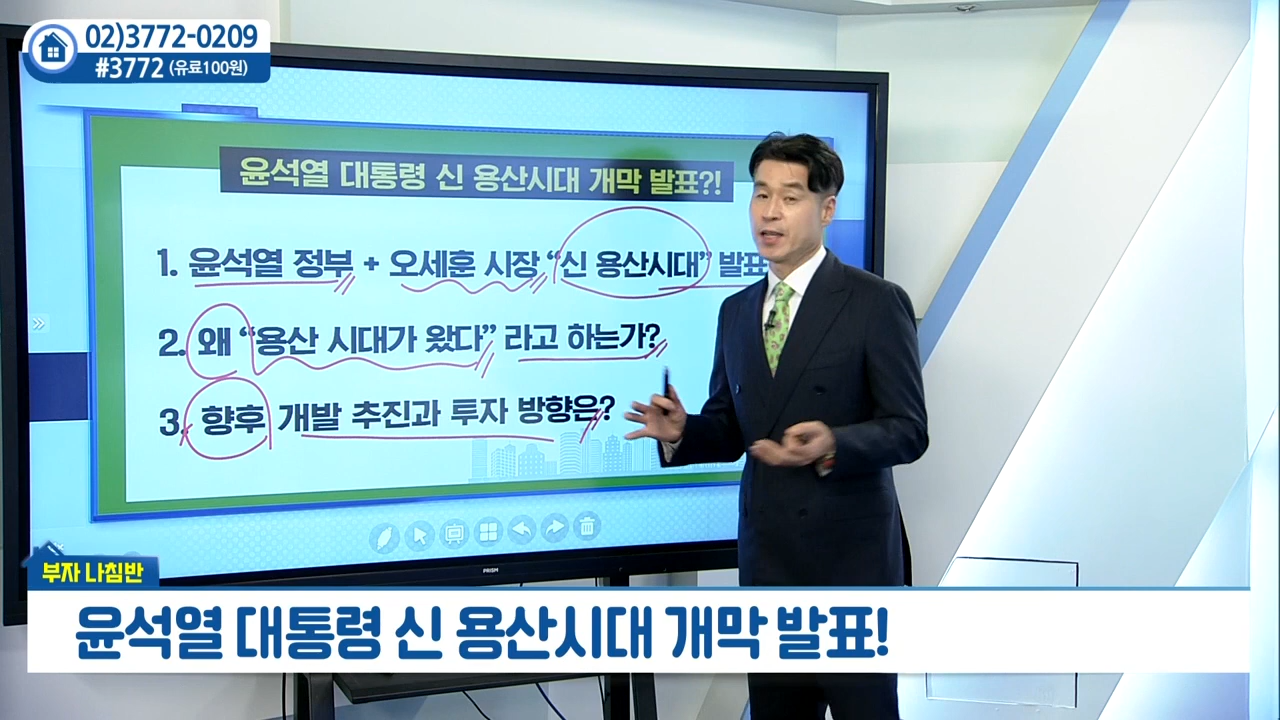 02)3772-0209
#3772 (유료100원)
윤석열 대통령 신 용산시대 개막 발표?!
1. 윤석열 정부 + 오세훈 시장 “신 용산시대” 발표
2. 왜 “용산 시대가 왔다” 라고 하는가?
3. 향후 개발 추진과 투자 방향은?
PRISM
부자 나침반
윤석열 대통령 신 용산시대 개막 발표!